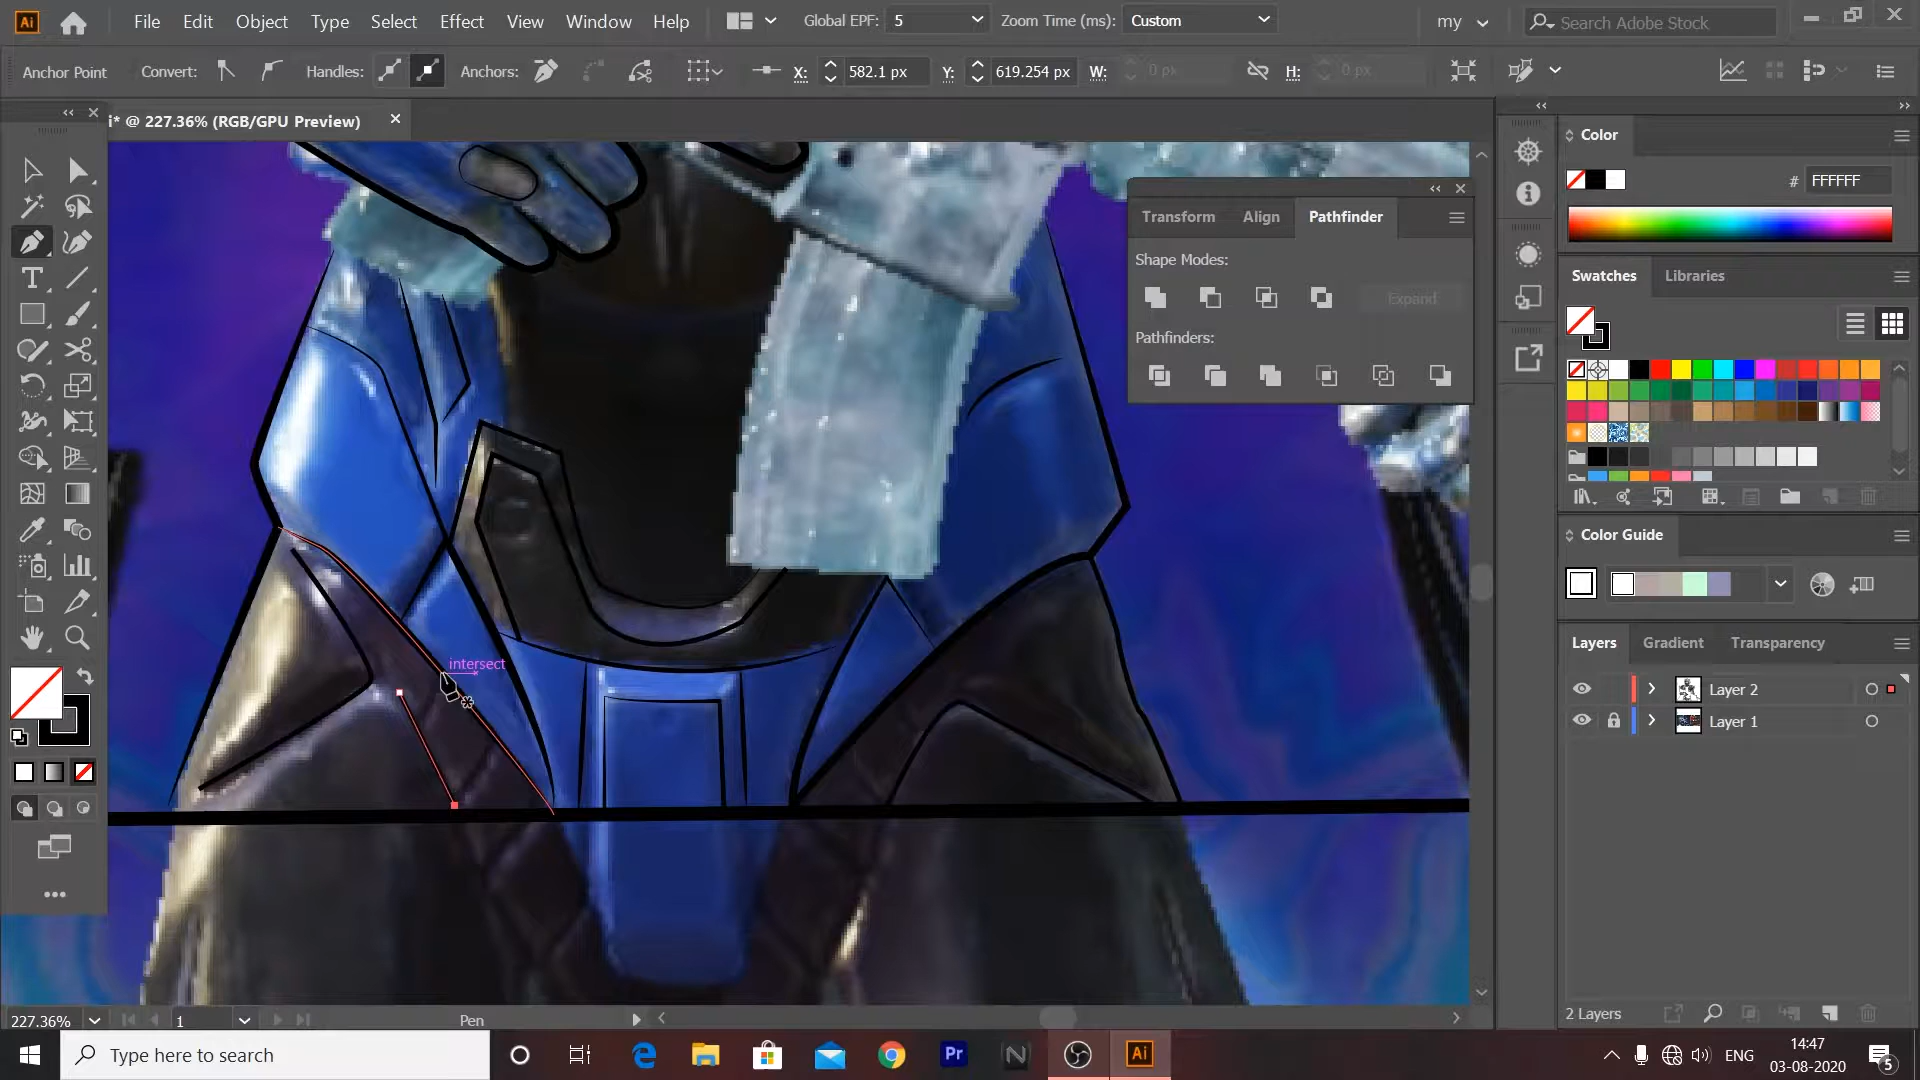 Ai File Edit Object Type Select Effect View Window Help Global EPF: 5 Zoom Time (ms): Custom my Search Adobe Stock
Anchor Point Convert: Handles: Anchors: X: 582.1 px Y: 619.254 px W: 0 px H: 0 px
i* @ 227.36% (RGB/GPU Preview)
Color
# FFFFFF
Transform Align Pathfinder
Shape Modes:
Expand
Pathfinders:
Swatches Libraries
Color Guide
intersect
Layers Gradient Transparency
Layer 2
Layer 1
2 Layers
227.36% 1 Pen
Type here to search
Pr
N
Ai
ENG
14:47
03-08-2020
5